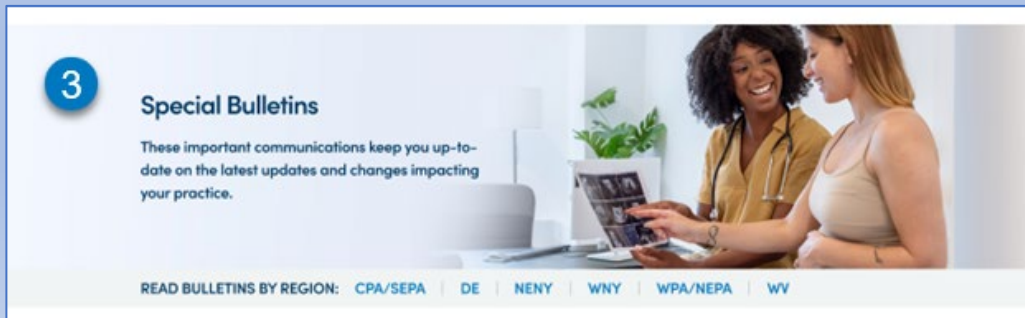 3
Special Bulletins
These important communications keep you up-to-
date on the latest updates and changes impacting
your practice.
READ BULLETINS BY REGION: CPA/SEPA | DE | NENY | WNY | WPA/NEPA | WV